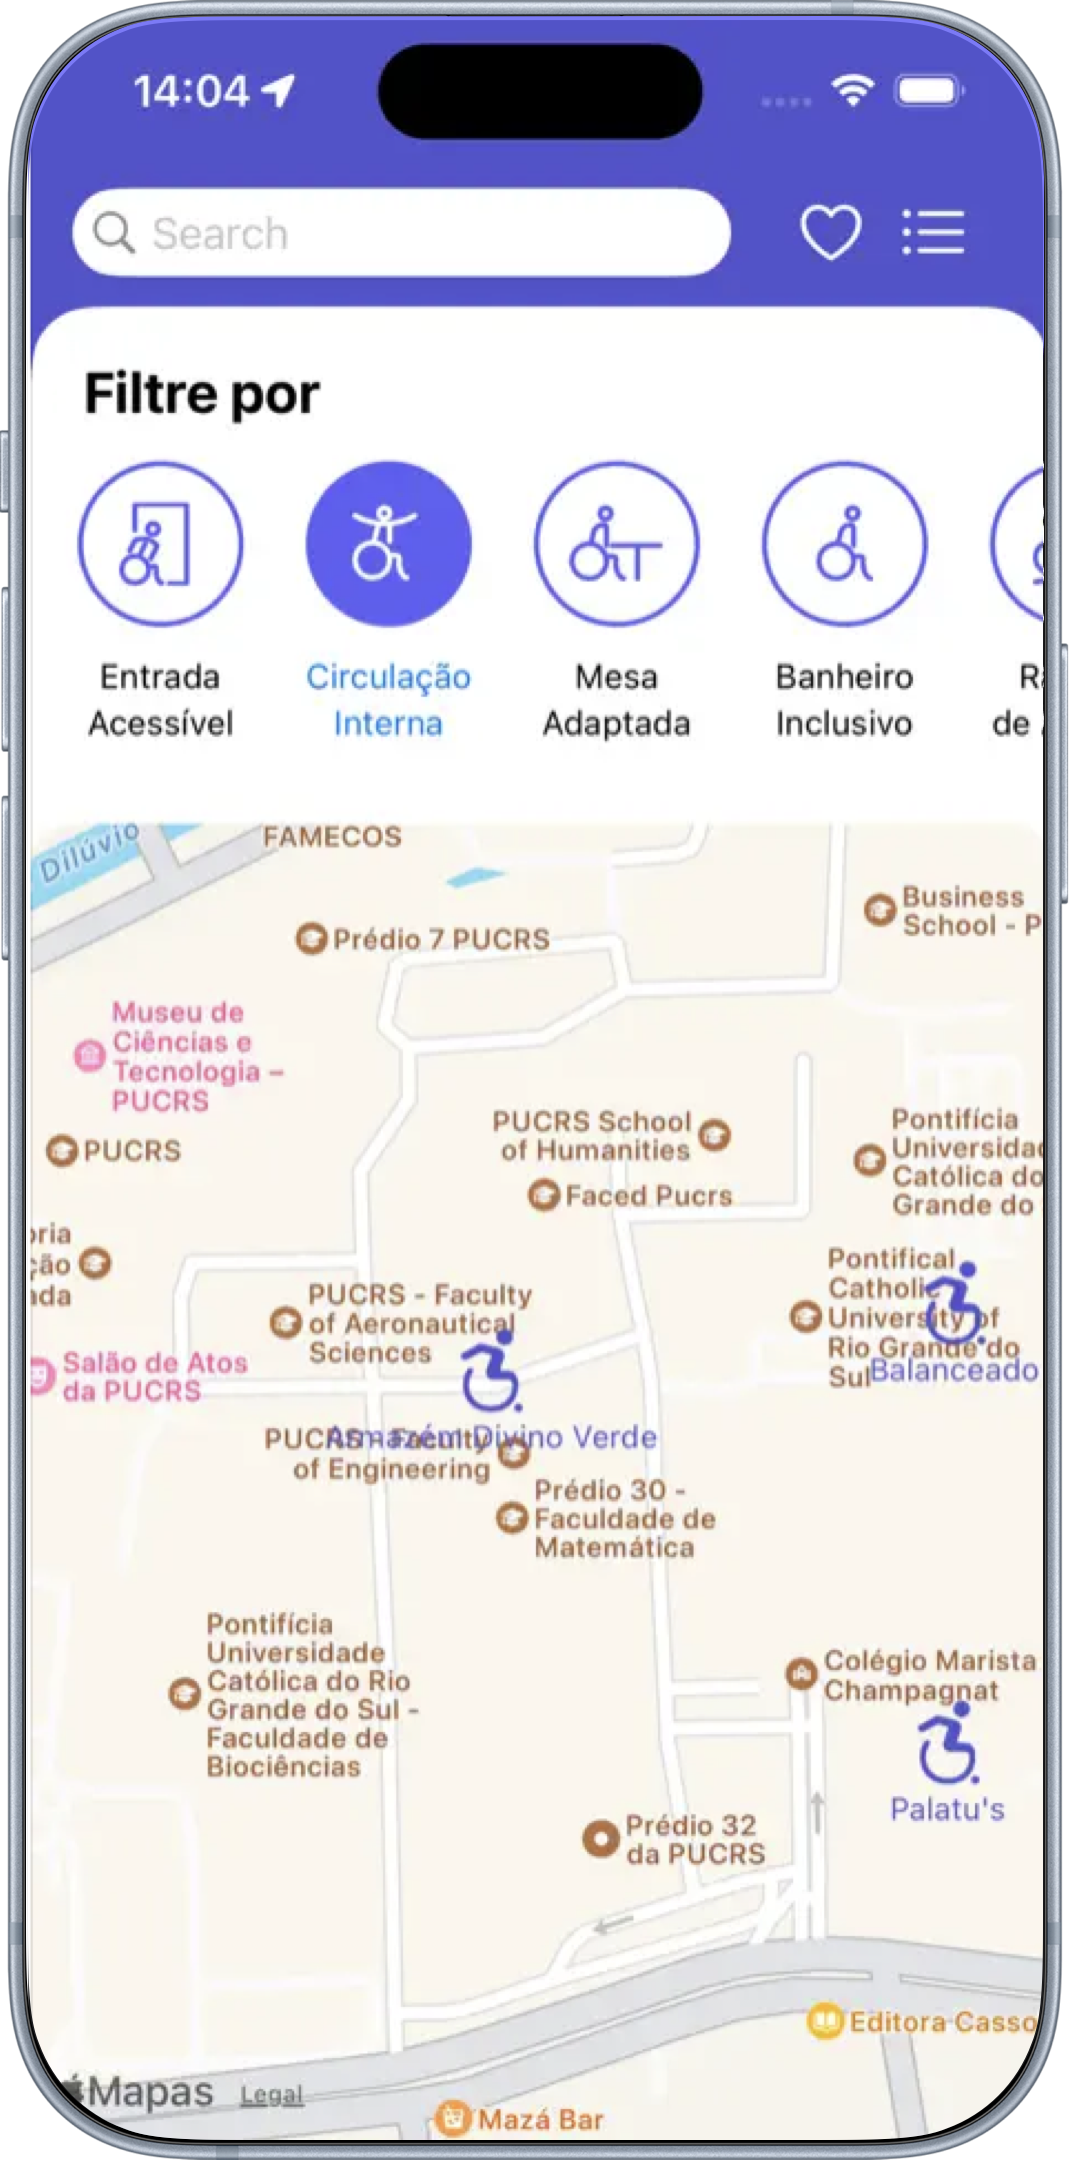 14:04
Search
Filtre por
Entrada
Acessível
Circulação
Interna
Mesa
Adaptada
Banheiro
Inclusivo
de
Dilúvio
FAMECOS
Business
School - P
Prédio 7 PUCRS
Museu de
Ciências e
Tecnologia –
PUCRS
PUCRS
PUCRS School
of Humanities
Faced Pucrs
Pontifícia
Universidad
Católica do
Grande do
oria
ção
ada
PUCRS - Faculty
of Aeronautical
Sciences
Pontifical
Catholic
University of
Rio Grande do
Sul
Balanceado
Salão de Atos
da PUCRS
Armazém Divino Verde
PUCRS - Faculty
of Engineering
Prédio 30 -
Faculdade de
Matemática
Pontifícia
Universidade
Católica do Rio
Grande do Sul -
Faculdade de
Biociências
Colégio Marista
Champagnat
Palatu's
Prédio 32
da PUCRS
Editora Casso
Mapas Legal
Mazá Bar